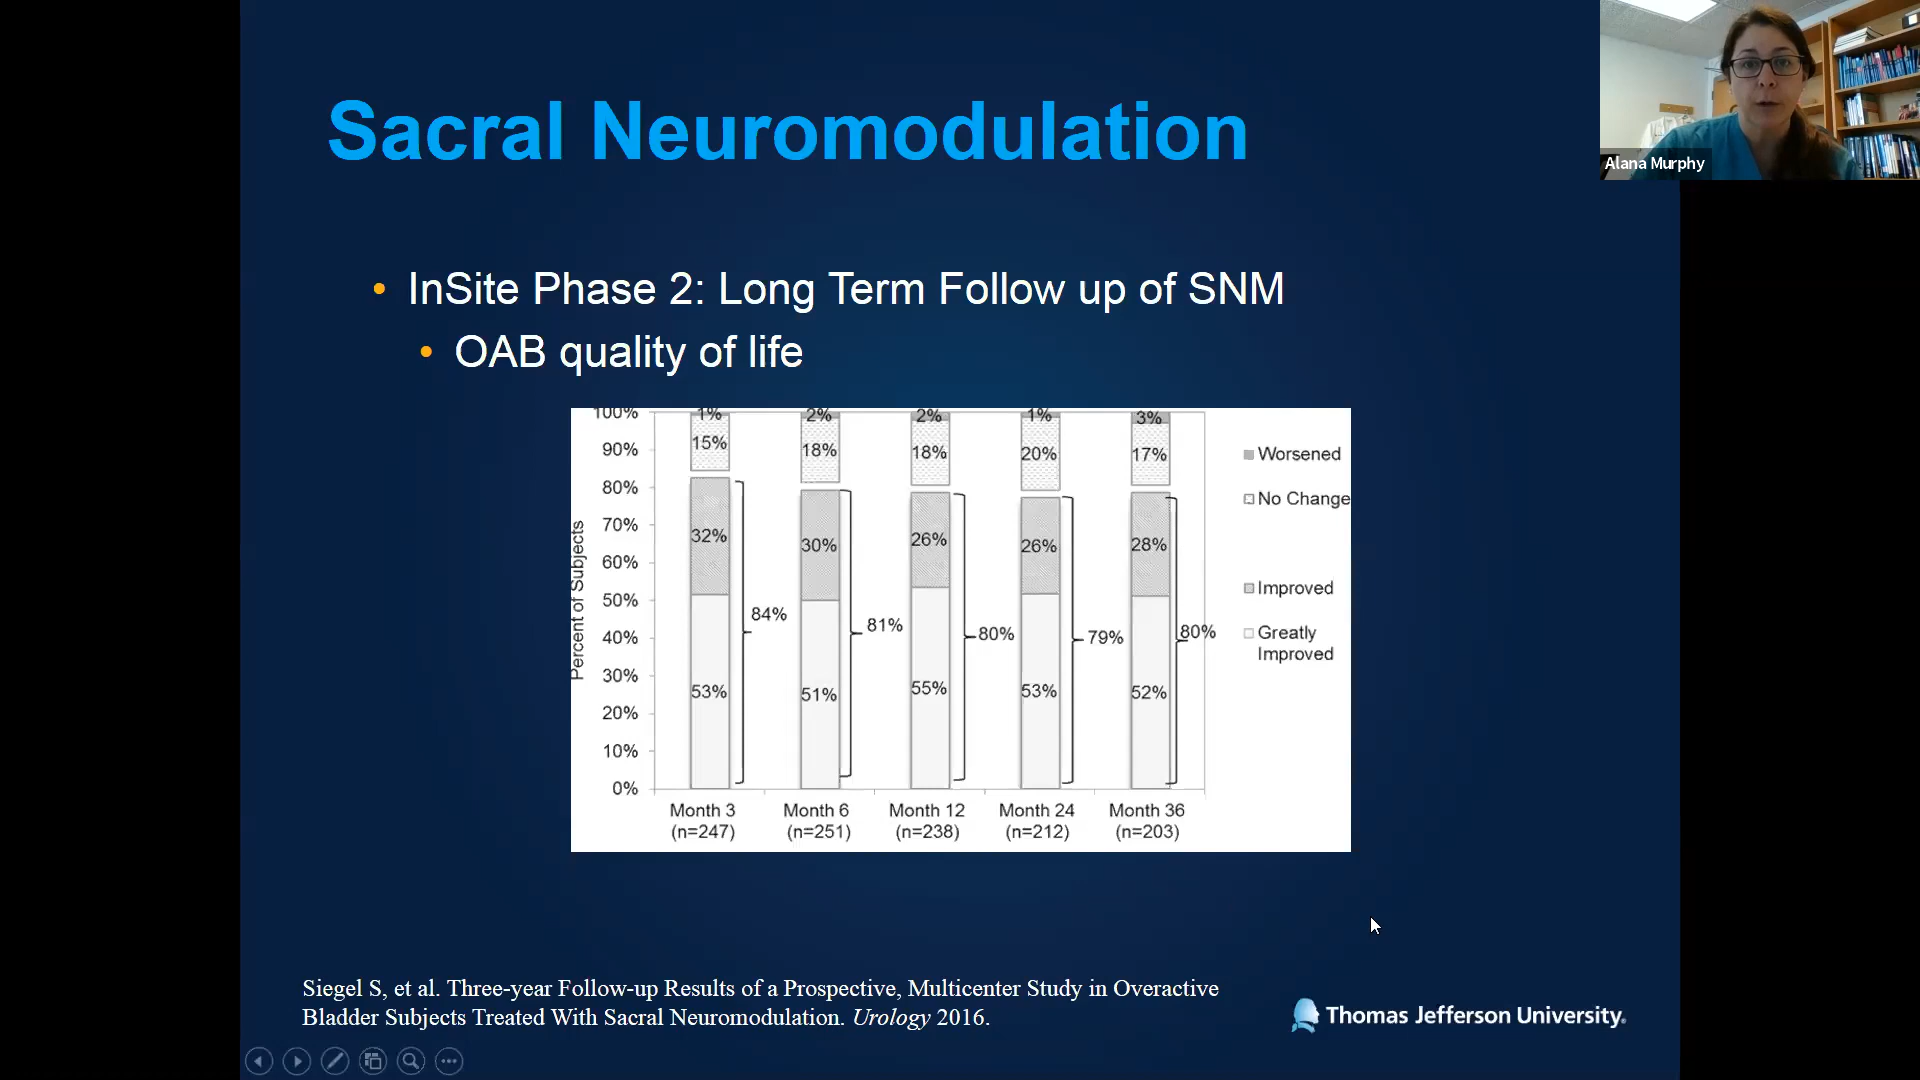 Alana Murphy
Sacral Neuromodulation
• InSite Phase 2: Long Term Follow up of SNM
• OAB quality of life
Percent of Subjects
100%
90%
80%
70%
60%
50%
40%
30%
20%
10%
0%
1% 2% 2% 1% 3%
15% 18% 18% 20% 17%
32% 30% 26% 26% 28%
84% 81% 80% 79% 80%
53% 51% 55% 53% 52%
Month 3 Month 6 Month 12 Month 24 Month 36
(n=247) (n=251) (n=238) (n=212) (n=203)
Worsened
No Change
Improved
Greatly
Improved
Siegel S, et al. Three-year Follow-up Results of a Prospective, Multicenter Study in Overactive
Bladder Subjects Treated With Sacral Neuromodulation. Urology 2016.
Thomas Jefferson University.